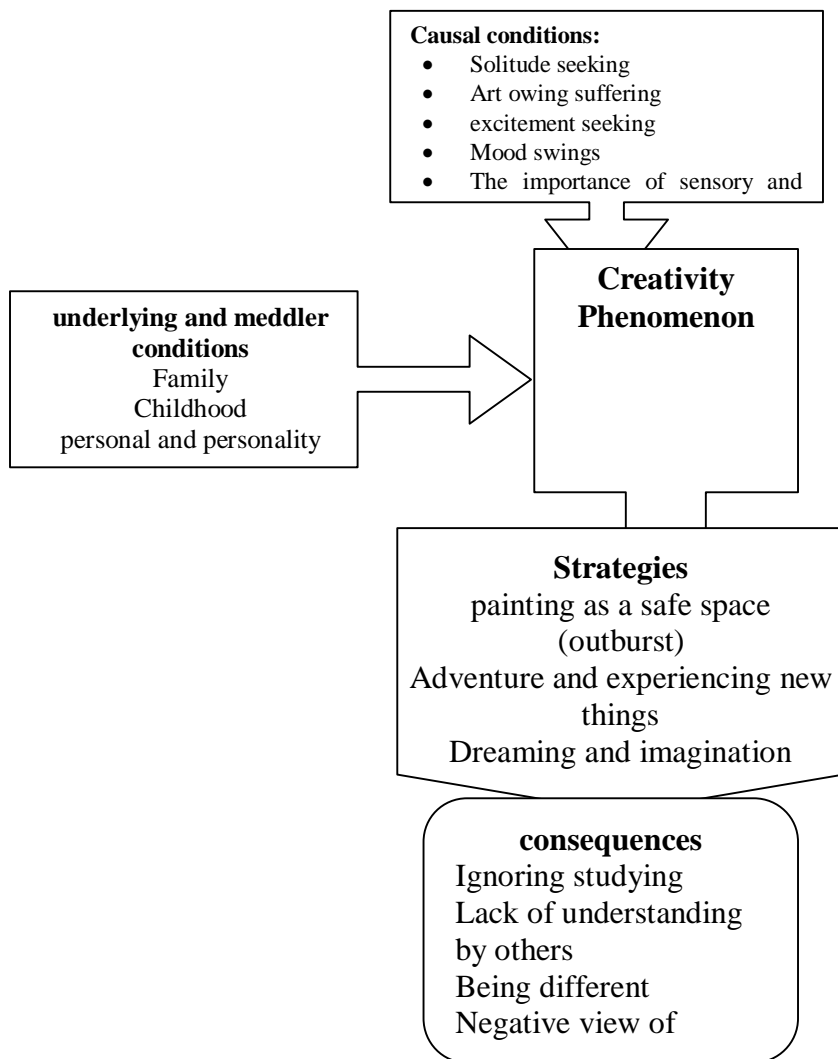 Causal conditions:
• Solitude seeking
• Art owing suffering
• excitement seeking
• Mood swings
• The importance of sensory and
Creativity
Phenomenon
underlying and meddler
conditions
Family
Childhood
personal and personality
Strategies
painting as a safe space
(outburst)
Adventure and experiencing new
things
Dreaming and imagination
consequences
Ignoring studying
Lack of understanding
by others
Being different
Negative view of